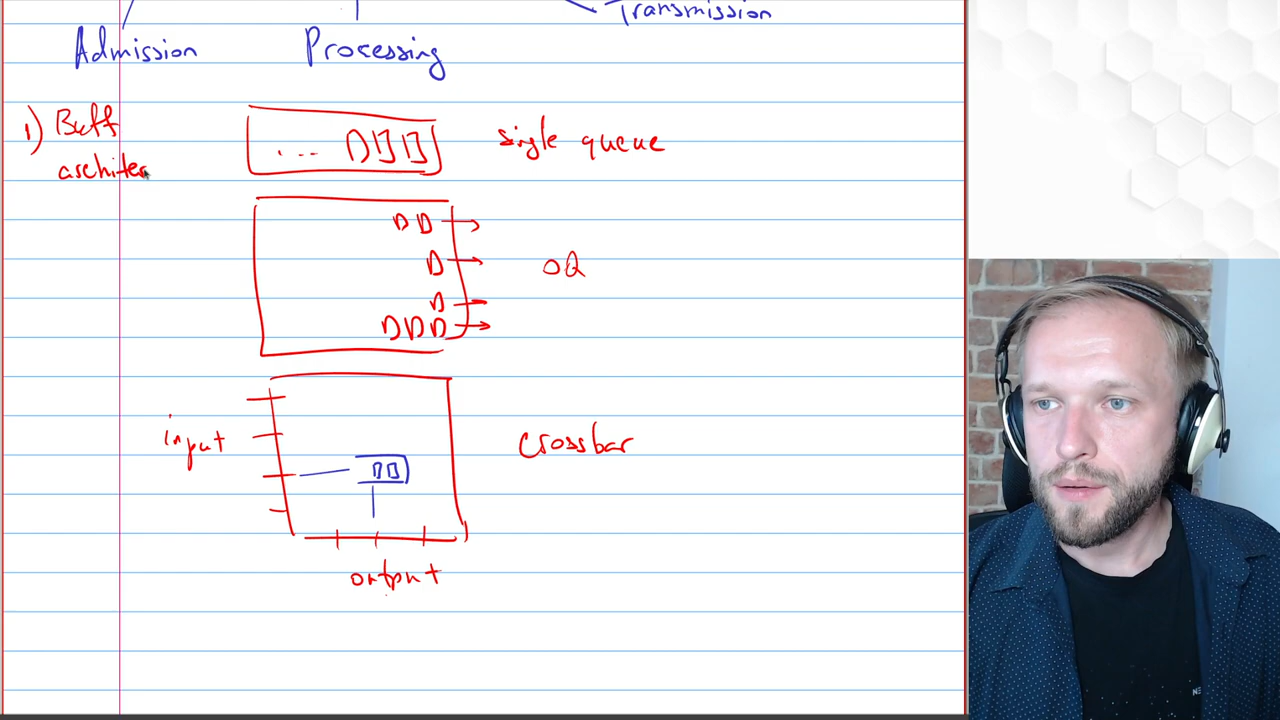 Transmission
Admission
Processing
1) Buff
architec
... 
single queue
OQ
input
crossbar
output